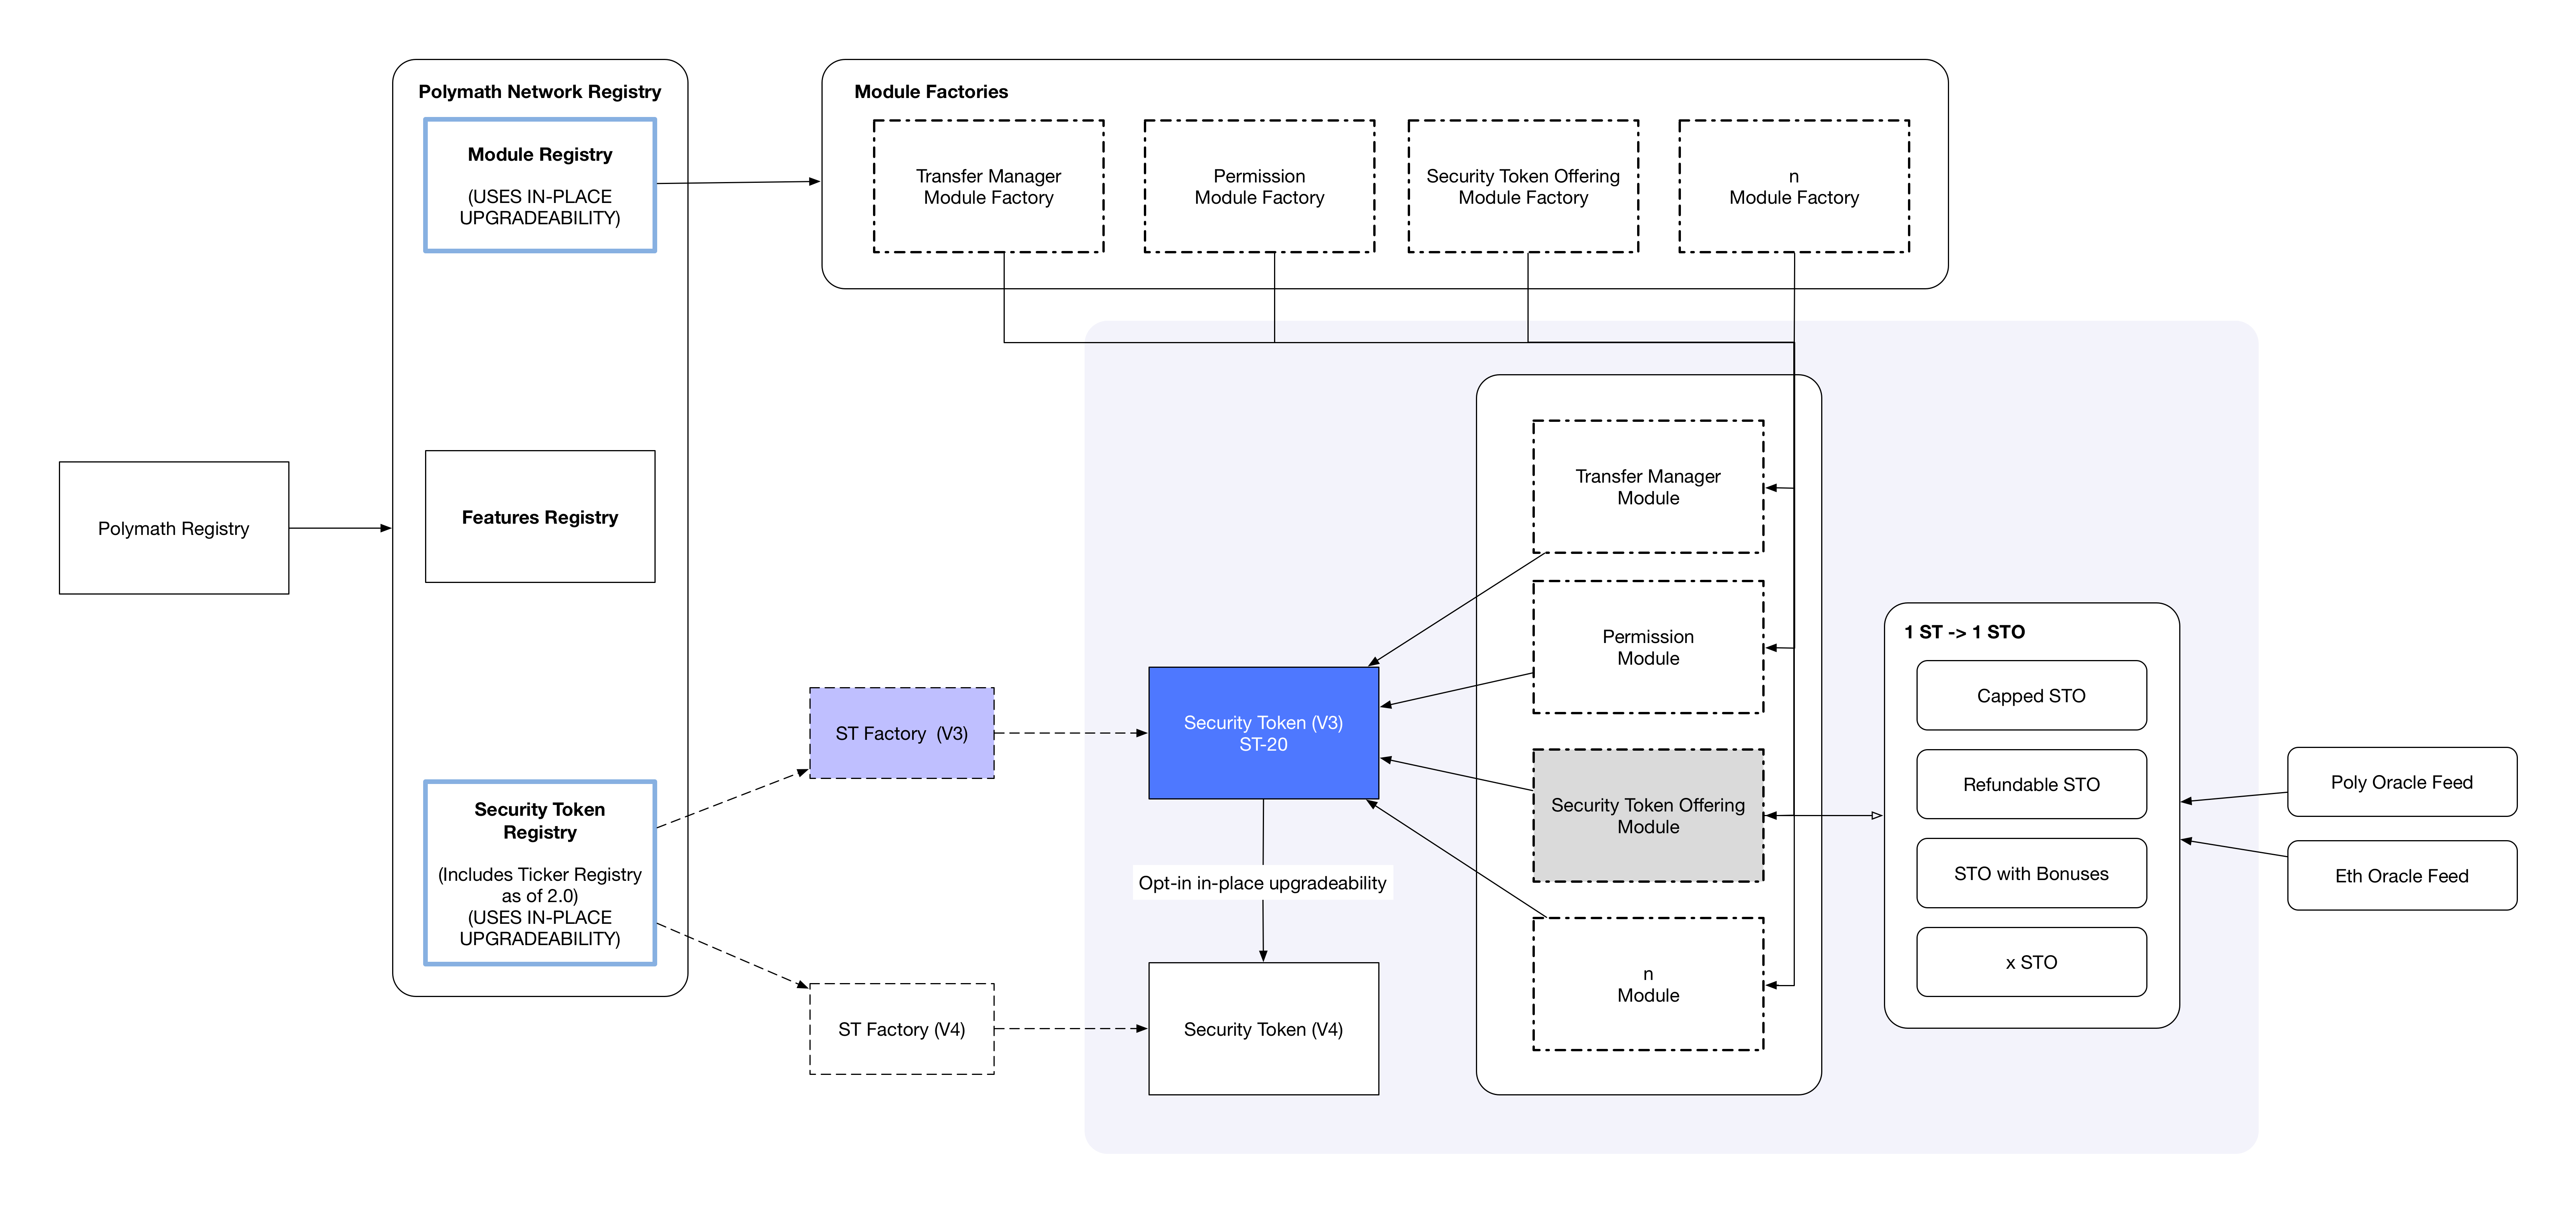 Polymath Network Registry
Module Registry
(USES IN-PLACE
UPGRADEABILITY)
Features Registry
Security Token
Registry
(Includes Ticker Registry
as of 2.0)
(USES IN-PLACE
UPGRADEABILITY)
Polymath Registry
Module Factories
Transfer Manager
Module Factory
Permission
Module Factory
Security Token Offering
Module Factory
n
Module Factory
ST Factory (V3)
ST Factory (V4)
Security Token (V3)
ST-20
Opt-in in-place upgradeability
Security Token (V4)
Transfer Manager
Module
Permission
Module
Security Token Offering
Module
n
Module
1 ST -> 1 STO
Capped STO
Refundable STO
STO with Bonuses
x STO
Poly Oracle Feed
Eth Oracle Feed